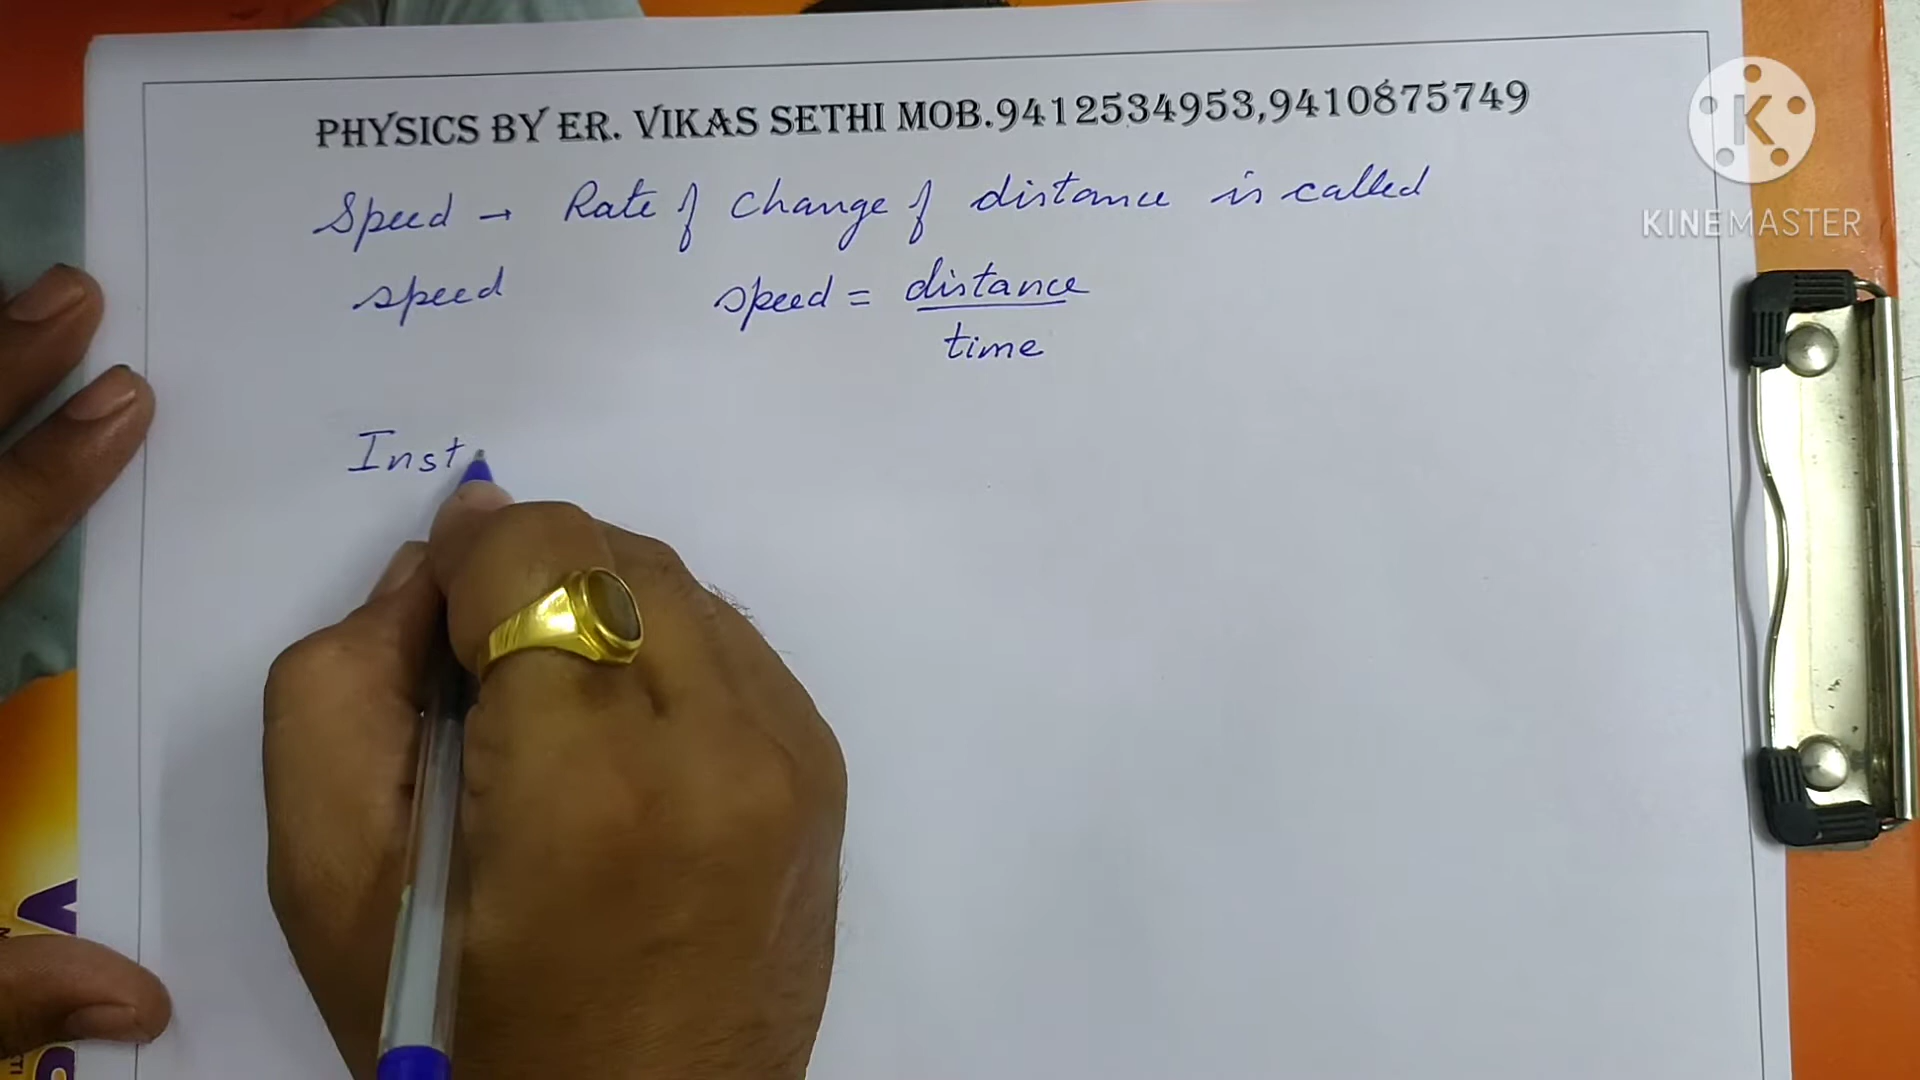 PHYSICS BY ER. VIKAS SETHI MOB.9412534953,9410875749
Speed → Rate of change of distance is called
speed speed = distance
time
Inst
K
KINEMASTER